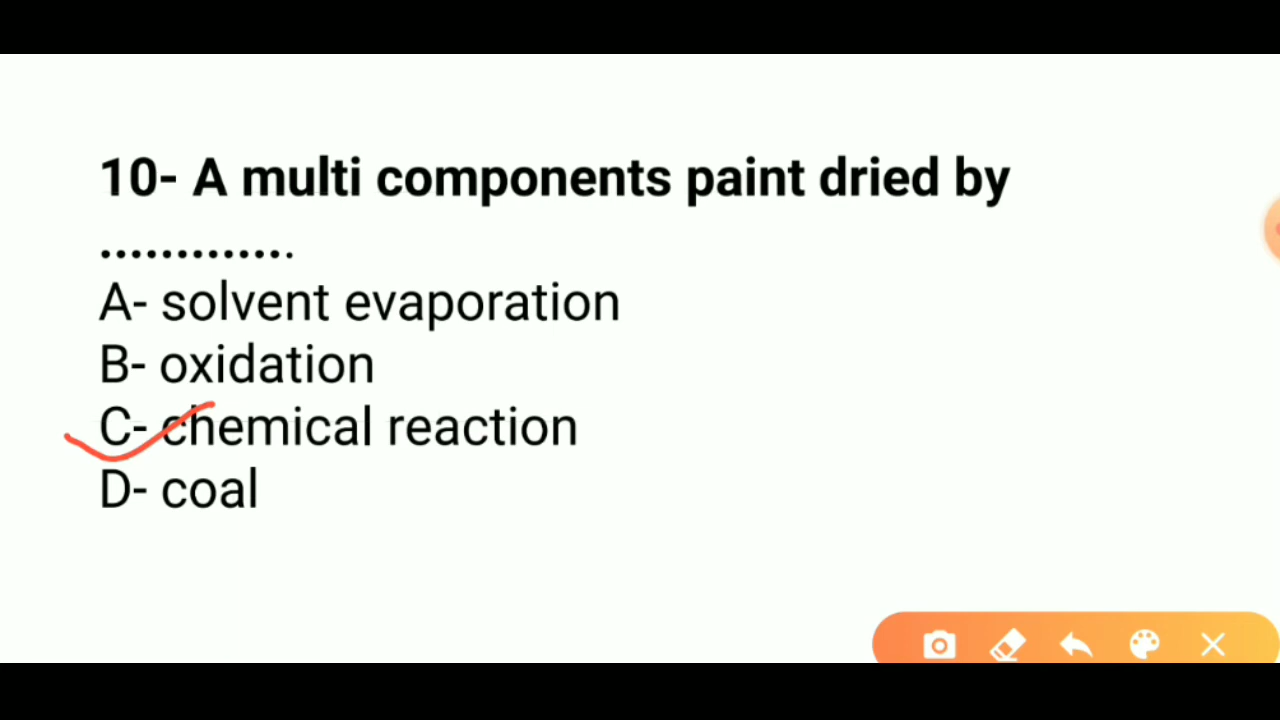 10- A multi components paint dried by
.............
A- solvent evaporation
B- oxidation
C- chemical reaction
D- coal